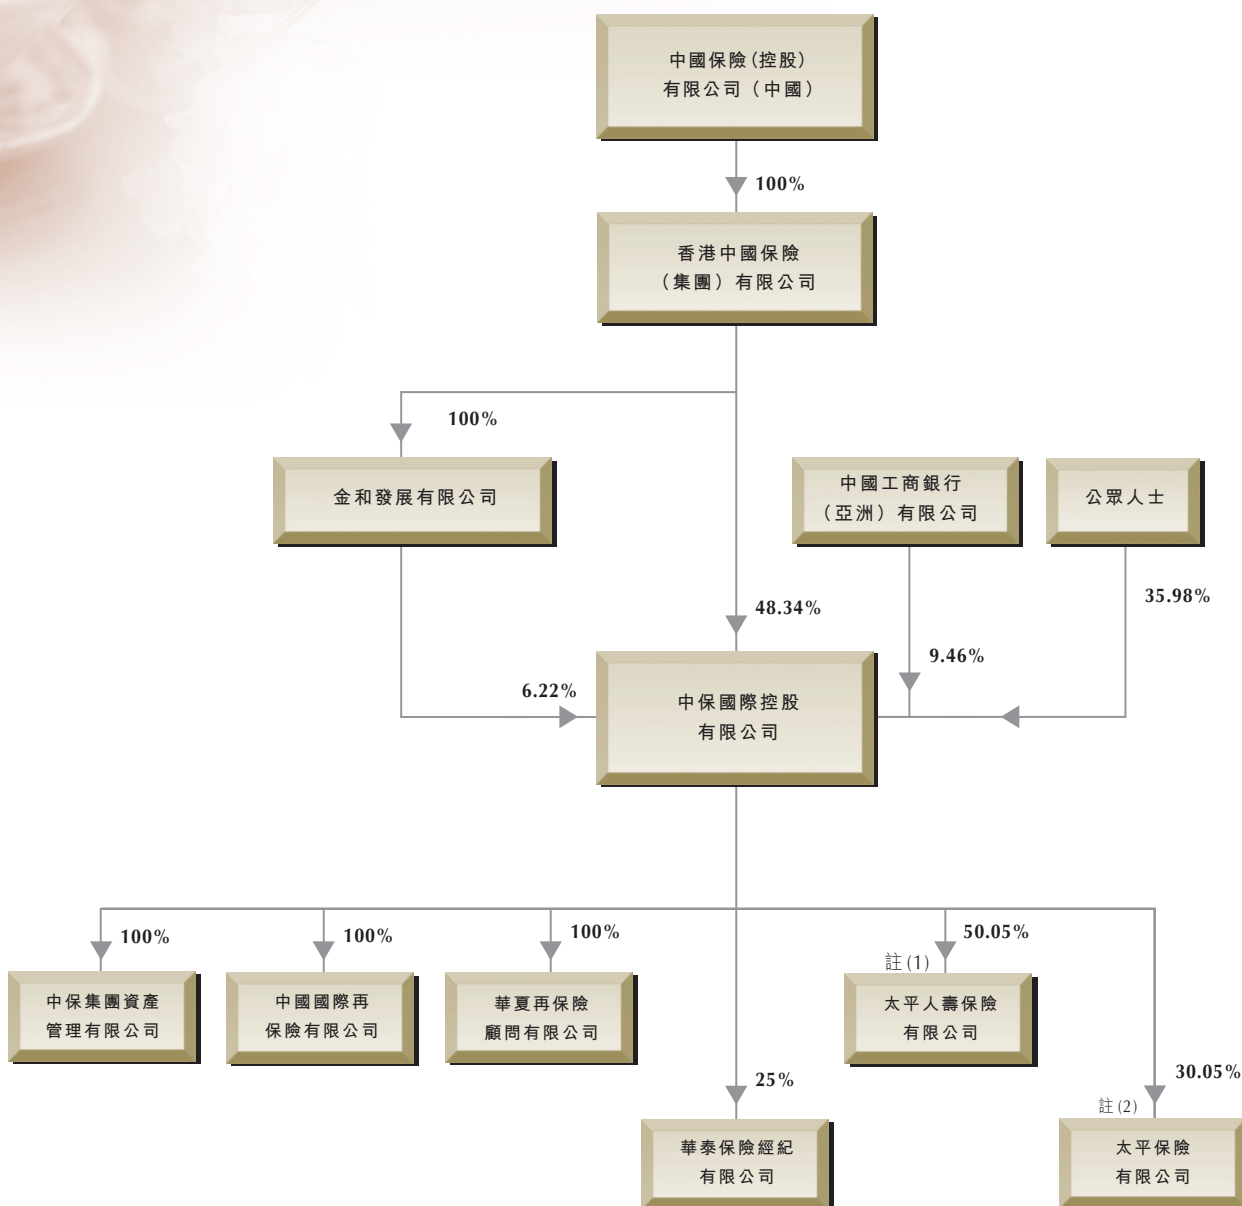 中國保險(控股)
有限公司（中國）
100%
香港中國保險
（集團）有限公司
100%
金和發展有限公司
中國工商銀行
（亞洲）有限公司
公眾人士
35.98%
48.34%
9.46%
6.22%
中保國際控股
有限公司
100%
100%
100%
50.05%
註(1)
中保集團資產
管理有限公司
中國國際再
保險有限公司
華夏再保險
顧問有限公司
太平人壽保險
有限公司
25%
30.05%
註(2)
華泰保險經紀
有限公司
太平保險
有限公司